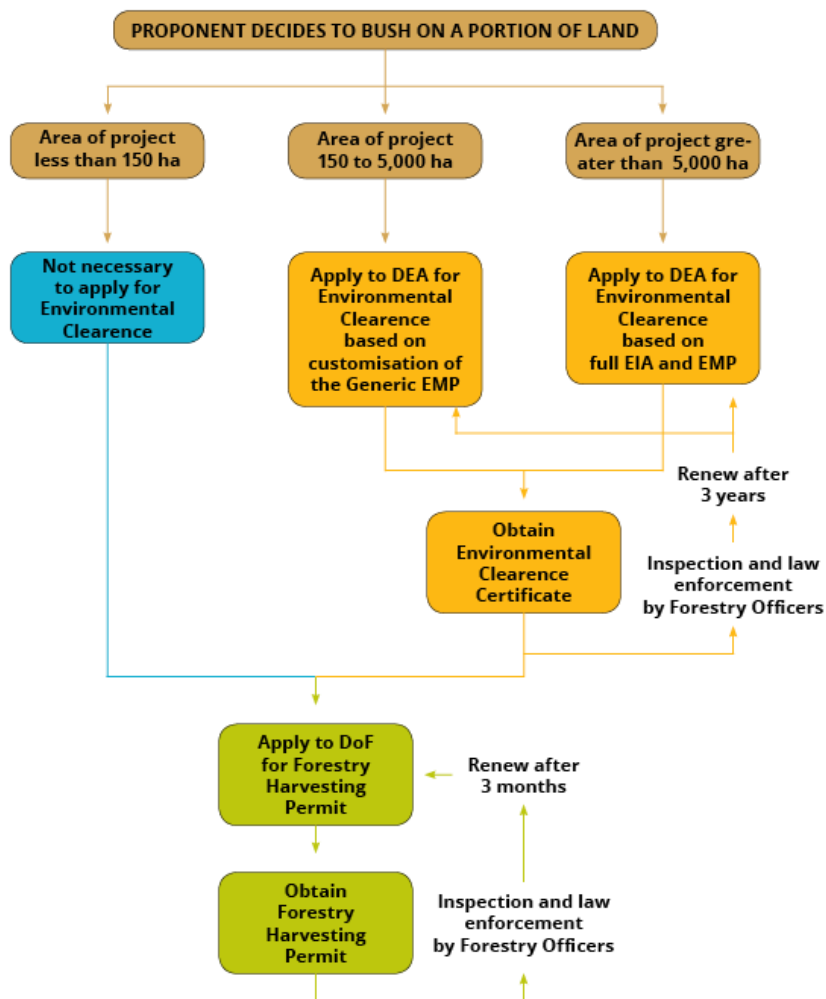 PROPONENT DECIDES TO BUSH ON A PORTION OF LAND
Area of project
less than 150 ha
Area of project
150 to 5,000 ha
Area of project gre-
ater than 5,000 ha
Not necessary
to apply for
Environmental
Clearence
Apply to DEA for
Environmental
Clearence
based on
customisation of
the Generic EMP
Apply to DEA for
Environmental
Clearence
based on
full EIA and EMP
Renew after
3 years
Obtain
Environmental
Clearence
Certificate
Inspection and law
enforcement
by Forestry Officers
Apply to DoF
for Forestry
Harvesting
Permit
Renew after
3 months
Obtain
Forestry
Harvesting
Permit
Inspection and law
enforcement
by Forestry Officers